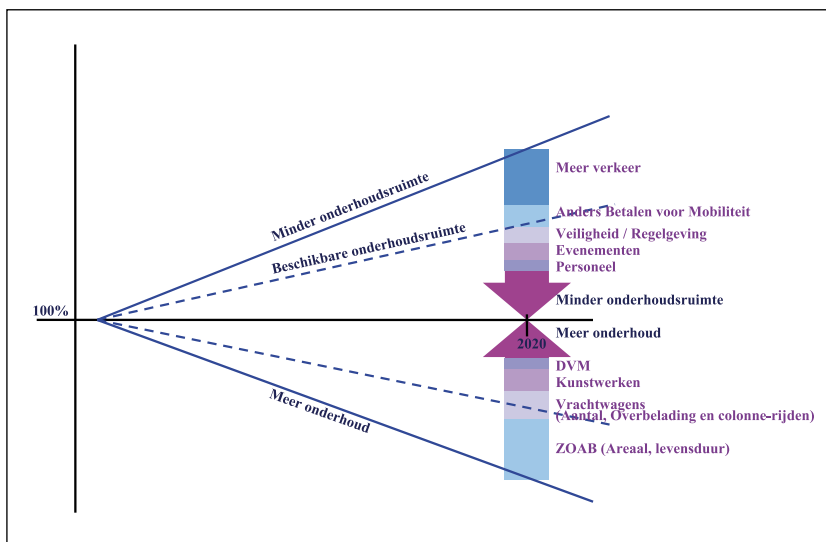 Meer verkeer
Minder onderhoudsruimte
Anders Betalen voor Mobiliteit
Veiligheid / Regelgeving
Beschikbare onderhoudsruimte
Evenementen
Personeel
Minder onderhoudsruimte
100%
Meer onderhoud
2020
DVM
Kunstwerken
Meer onderhoud
Vrachtwagens
(Aantal, Overbelading en colonne-rijden)
ZOAB (Areaal, levensduur)